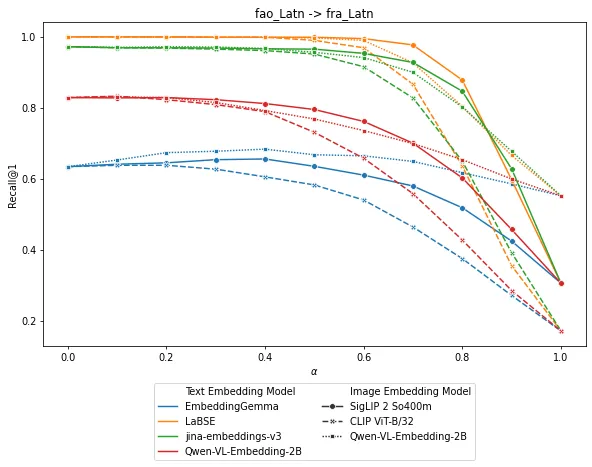 fao_Latn -> fra_Latn
Recall@1
1.0
0.8
0.6
0.4
0.2
0.0 0.2 0.4 0.6 0.8 1.0
α
Text Embedding Model
EmbeddingGemma
LaBSE
jina-embeddings-v3
Qwen-VL-Embedding-2B
Image Embedding Model
SigLIP 2 So400m
CLIP ViT-B/32
Qwen-VL-Embedding-2B